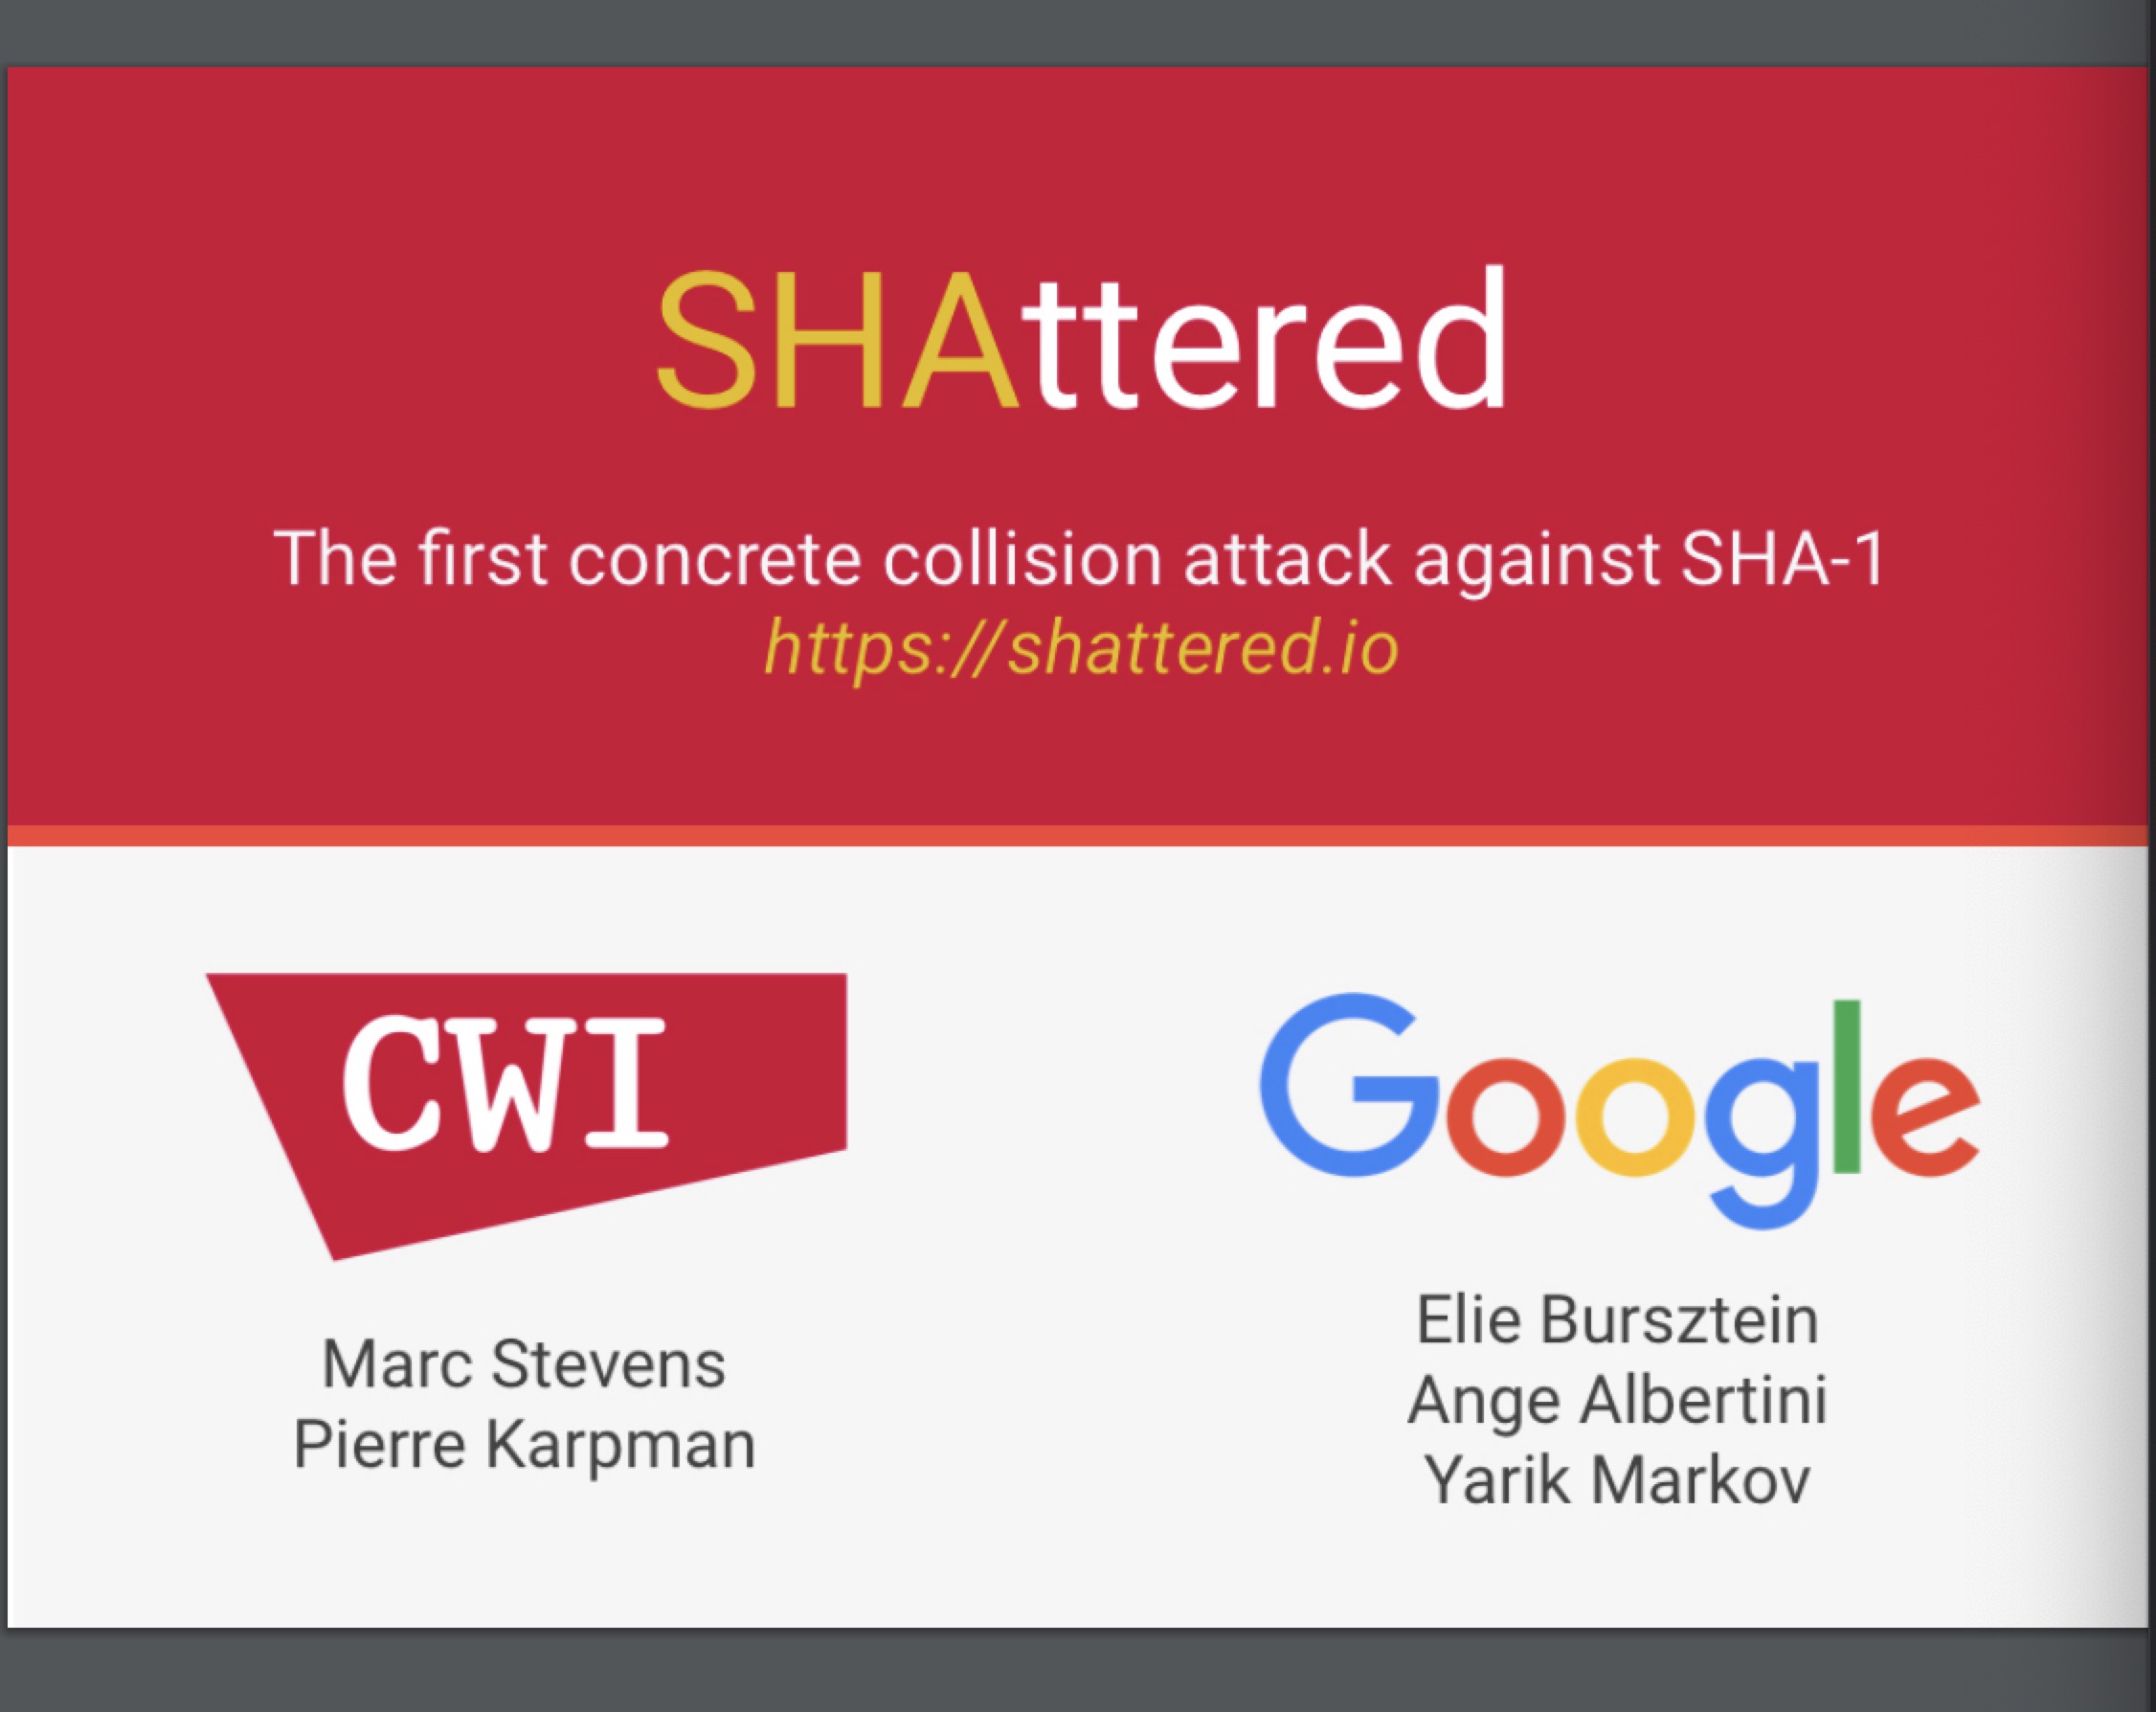 SHAttered
The first concrete collision attack against SHA-1
https://shattered.io
CWI
Marc Stevens
Pierre Karpman
Google
Elie Bursztein
Ange Albertini
Yarik Markov